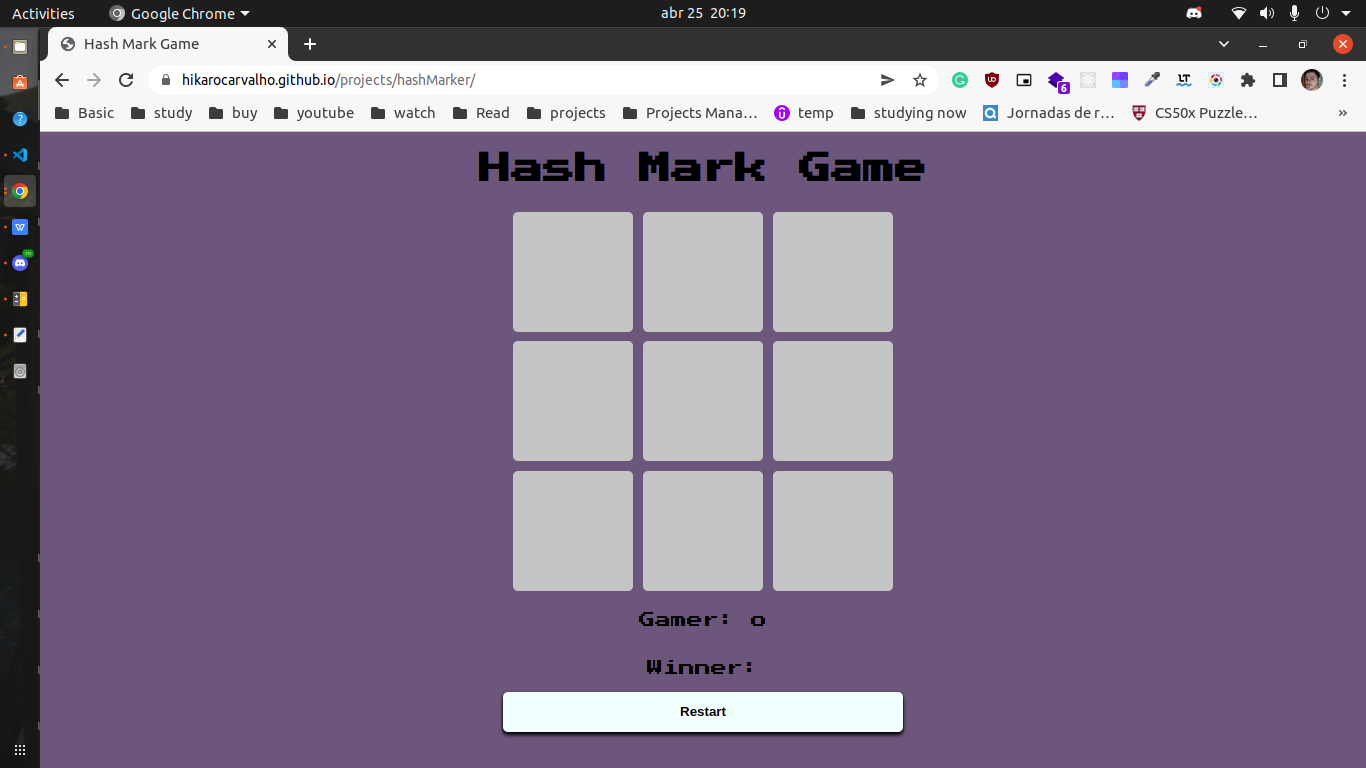 Activities Google Chrome abr 25 20:19
Hash Mark Game
hikarocarvalho.github.io/projects/hashMarker/
6
Basic study buy youtube watch Read projects Projects Mana… temp studying now Jornadas de r… CS50x Puzzle… »
Hash Mark Game
Gamer: o
Winner:
Restart